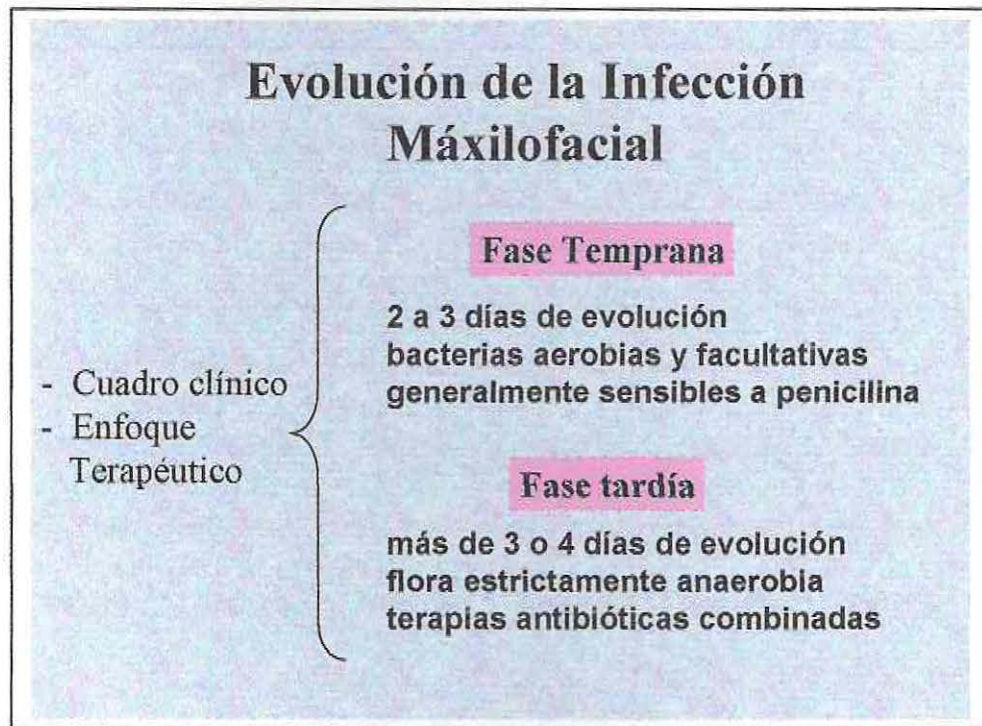 Evolución de la Infección
Máxilofacial
- Cuadro clínico
- Enfoque
Terapéutico
Fase Temprana
2 a 3 días de evolución
bacterias aerobias y facultativas
generalmente sensibles a penicilina
Fase tardía
más de 3 o 4 días de evolución
flora estrictamente anaerobia
terapias antibióticas combinadas